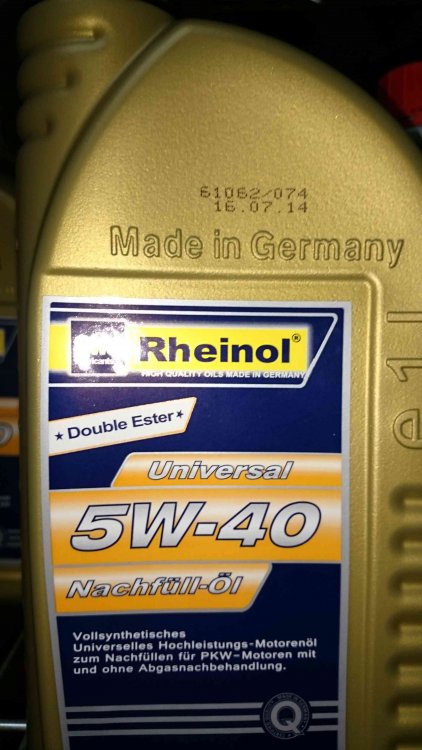 61062/074
16.07.14
Made in Germany
Rheinol®
HIGH QUALITY OILS MADE IN GERMANY
★ Double Ester ★
Universal
5W-40
Nachfüll-Öl
Vollsynthetisches
Universelles Hochleistungs-Motorenöl
zum Nachfüllen für PKW-Motoren mit
und ohne Abgasnachbehandlung.
Q
e 1 l